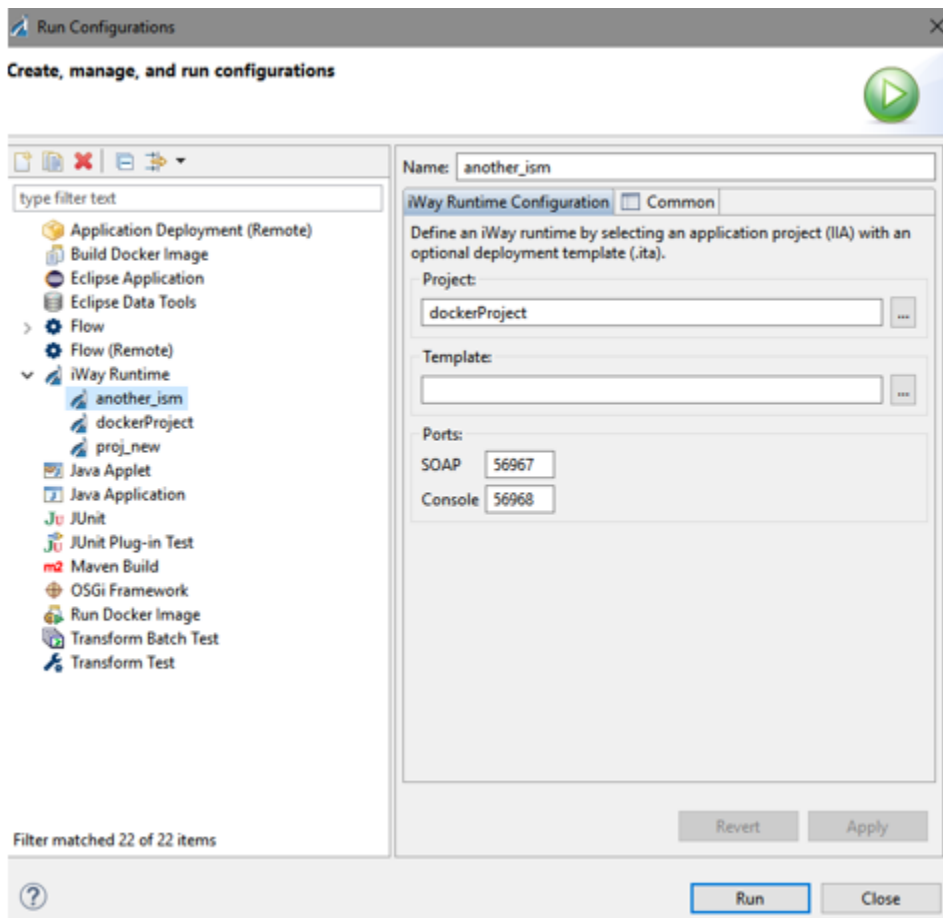 Run Configurations
Create, manage, and run configurations
type filter text
Application Deployment (Remote)
Build Docker Image
Eclipse Application
Eclipse Data Tools
Flow
Flow (Remote)
iWay Runtime
another_ism
dockerProject
proj_new
Java Applet
Java Application
Ju JUnit
JUnit Plug-in Test
m2 Maven Build
OSGi Framework
Run Docker Image
Transform Batch Test
Transform Test
Filter matched 22 of 22 items
Name: another_ism
iWay Runtime Configuration Common
Define an iWay runtime by selecting an application project (IIA) with an
optional deployment template (.ita).
Project:
dockerProject ...
Template:
...
Ports:
SOAP 56967
Console 56968
Revert Apply
? Run Close